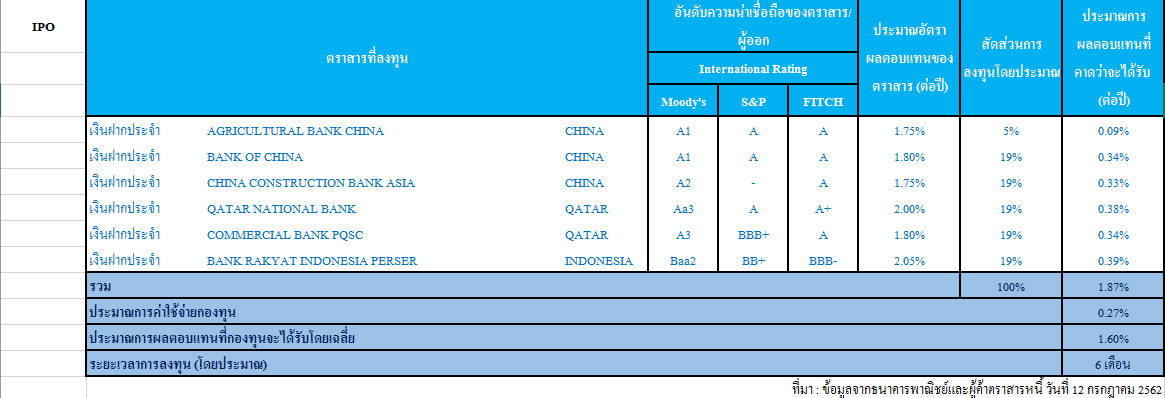 IPO
ตราสารที่ลงทุน
อันดับความน่าเชื่อถือของตราสาร/
ผู้ออก
International Rating
Moody's S&P FITCH
ประมาณอัตรา
ผลตอบแทนของ
ตราสาร (ต่อปี)
สัดส่วนการ
ลงทุนโดยประมาณ
ประมาณการ
ผลตอบแทนที่
คาดว่าจะได้รับ
(ต่อปี)
เงินฝากประจำ AGRICULTURAL BANK CHINA CHINA A1 A A 1.75% 5% 0.09%
เงินฝากประจำ BANK OF CHINA CHINA A1 A A 1.80% 19% 0.34%
เงินฝากประจำ CHINA CONSTRUCTION BANK ASIA CHINA A2 - A 1.75% 19% 0.33%
เงินฝากประจำ QATAR NATIONAL BANK QATAR Aa3 A A+ 2.00% 19% 0.38%
เงินฝากประจำ COMMERCIAL BANK PQSC QATAR A3 BBB+ A 1.80% 19% 0.34%
เงินฝากประจำ BANK RAKYAT INDONESIA PERSER INDONESIA Baa2 BB+ BBB- 2.05% 19% 0.39%
รวม 100% 1.87%
ประมาณการค่าใช้จ่ายกองทุน 0.27%
ประมาณการผลตอบแทนที่กองทุนจะได้รับโดยเฉลี่ย 1.60%
ระยะเวลาการลงทุน (โดยประมาณ) 6 เดือน
ที่มา : ข้อมูลจากธนาคารพาณิชย์และผู้ค้าตราสารหนี้ วันที่ 12 กรกฎาคม 2562